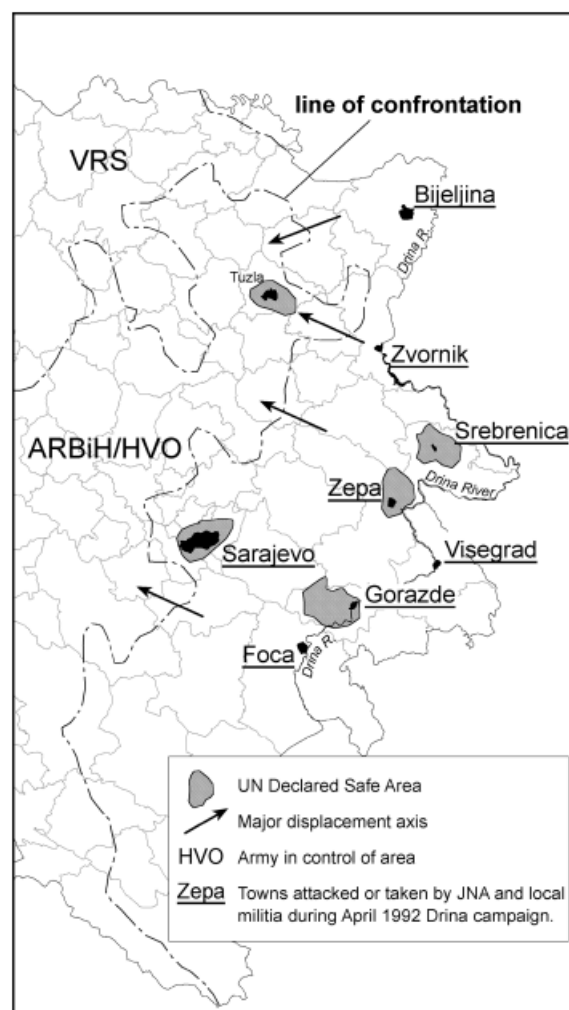 line of confrontation
VRS
Bijeljina
Drina R.
Tuzla
Zvornik
ARBiH/HVO
Srebrenica
Zepa
Drina River
Sarajevo
Visegrad
Gorazde
Foca
Drina R.
UN Declared Safe Area
Major displacement axis
HVO Army in control of area
Zepa Towns attacked or taken by JNA and local
militia during April 1992 Drina campaign.